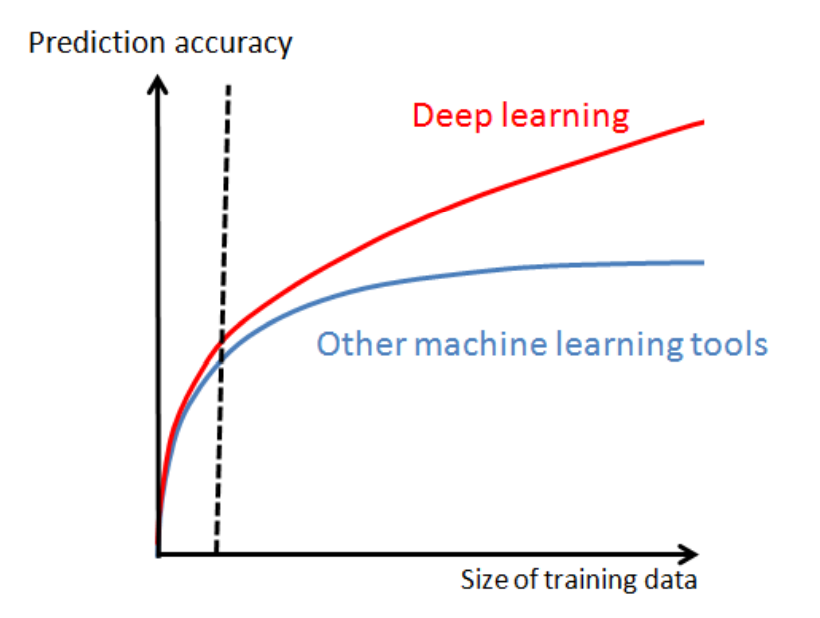 Prediction accuracy
Deep learning
Other machine learning tools
Size of training data